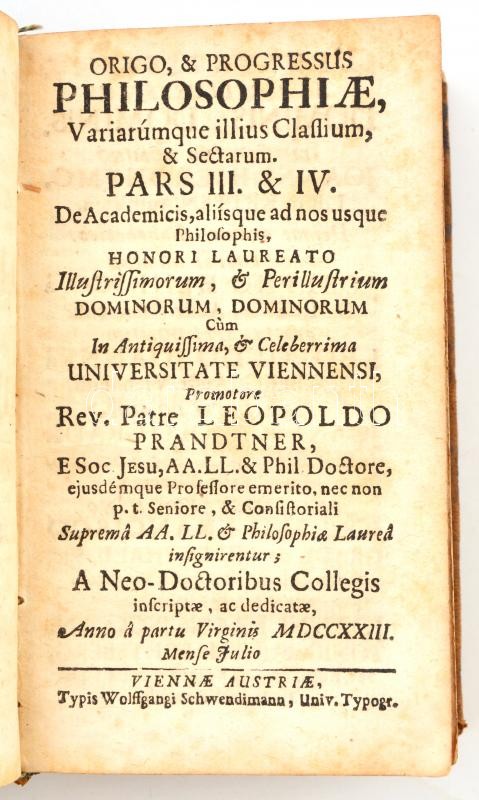 ORIGO, & PROGRESSUS
PHILOSOPHIÆ,
Variarúmque illius Claſſium,
& Sectarum.
PARS III. & IV.
De Academicis, aliísque ad nos usque
Philoſophis,
HONORI LAUREATO
Illuſtriſſimorum, & Perilluſtrium
DOMINORUM, DOMINORUM
Cùm
In Antiquiſſima, & Celeberrima
UNIVERSITATE VIENNENSI,
Promotore
Rev. Patre LEOPOLDO
PRANDTNER,
E Soc JESU, AA. LL. & Phil Doctore,
ejusdémque Profeſſore emerito, nec non
p. t. Seniore, & Conſiſtoriali
Supremâ AA. LL. & Philoſophiæ Laureâ
inſignirentur;
A Neo-Doctoribus Collegis
inſcriptæ, ac dedicatæ,
Anno â partu Virginis MDCCXXIII.
Menſe Julio
VIENNÆ AUSTRIÆ,
Typis Wolffgangi Schwendimann, Univ. Typogr.